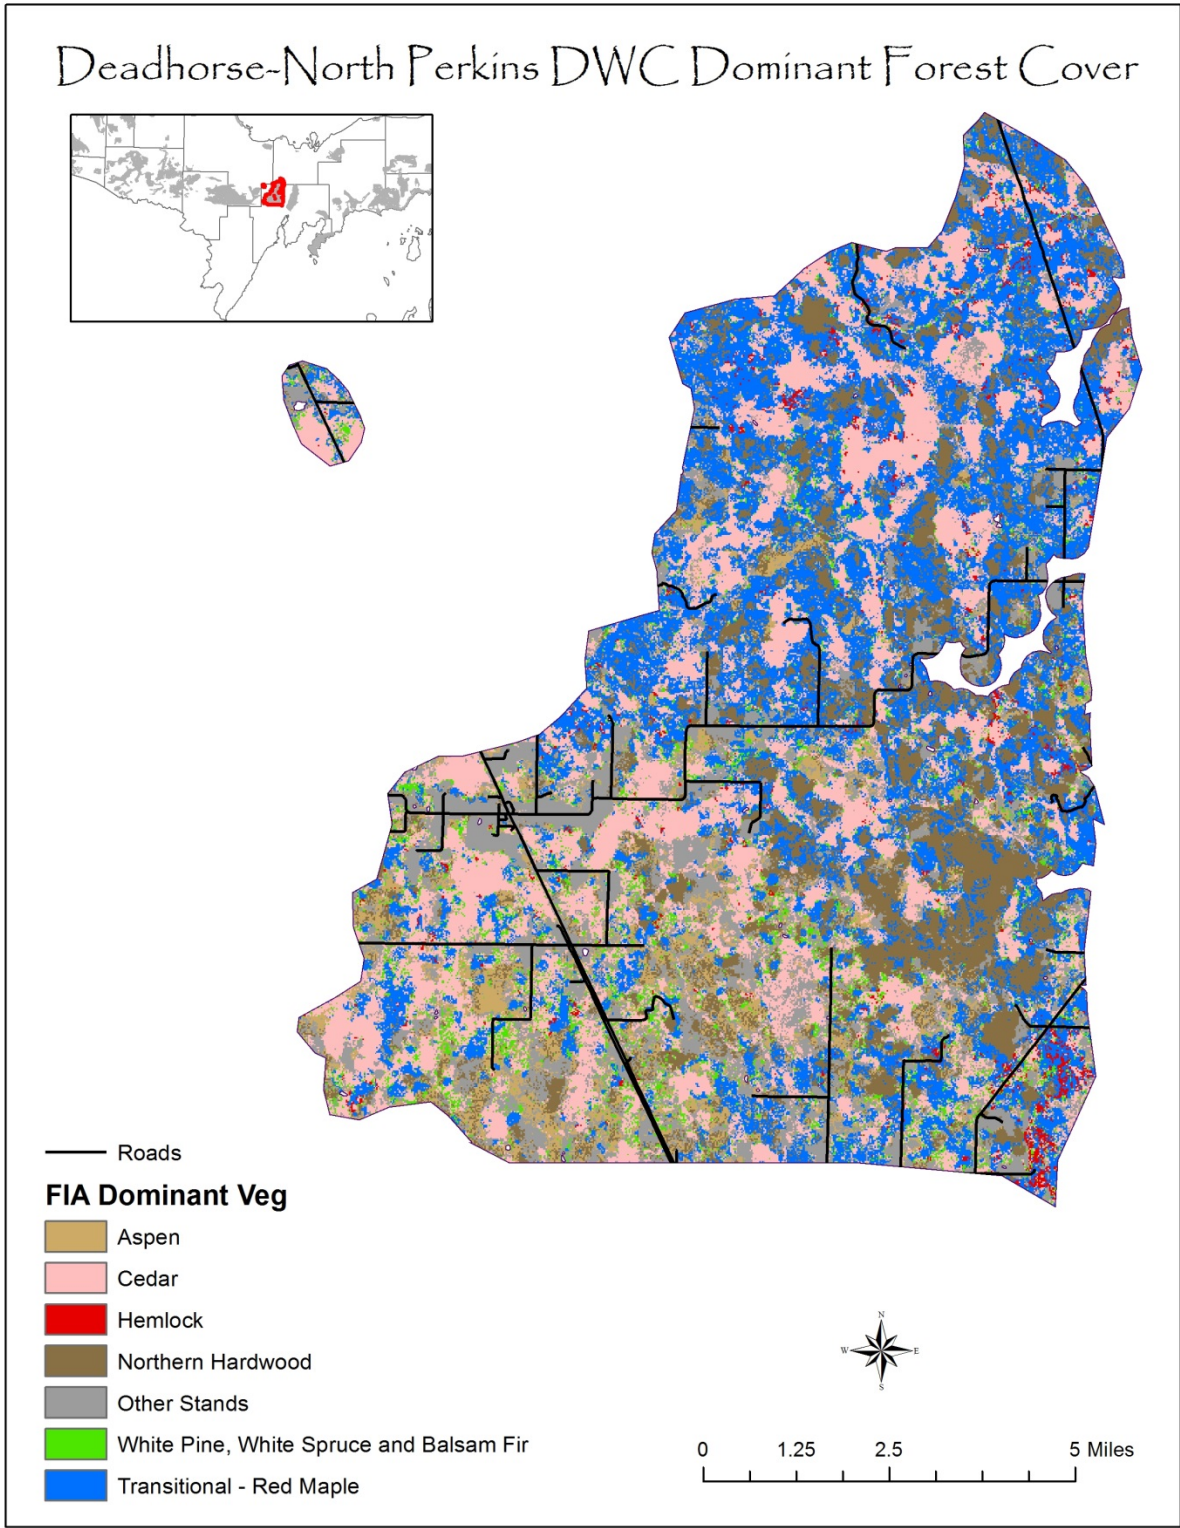 Deadhorse-North Perkins DWC Dominant Forest Cover
Roads
FIA Dominant Veg
Aspen
Cedar
Hemlock
Northern Hardwood
Other Stands
White Pine, White Spruce and Balsam Fir
Transitional - Red Maple
N
W E
S
0 1.25 2.5 5 Miles